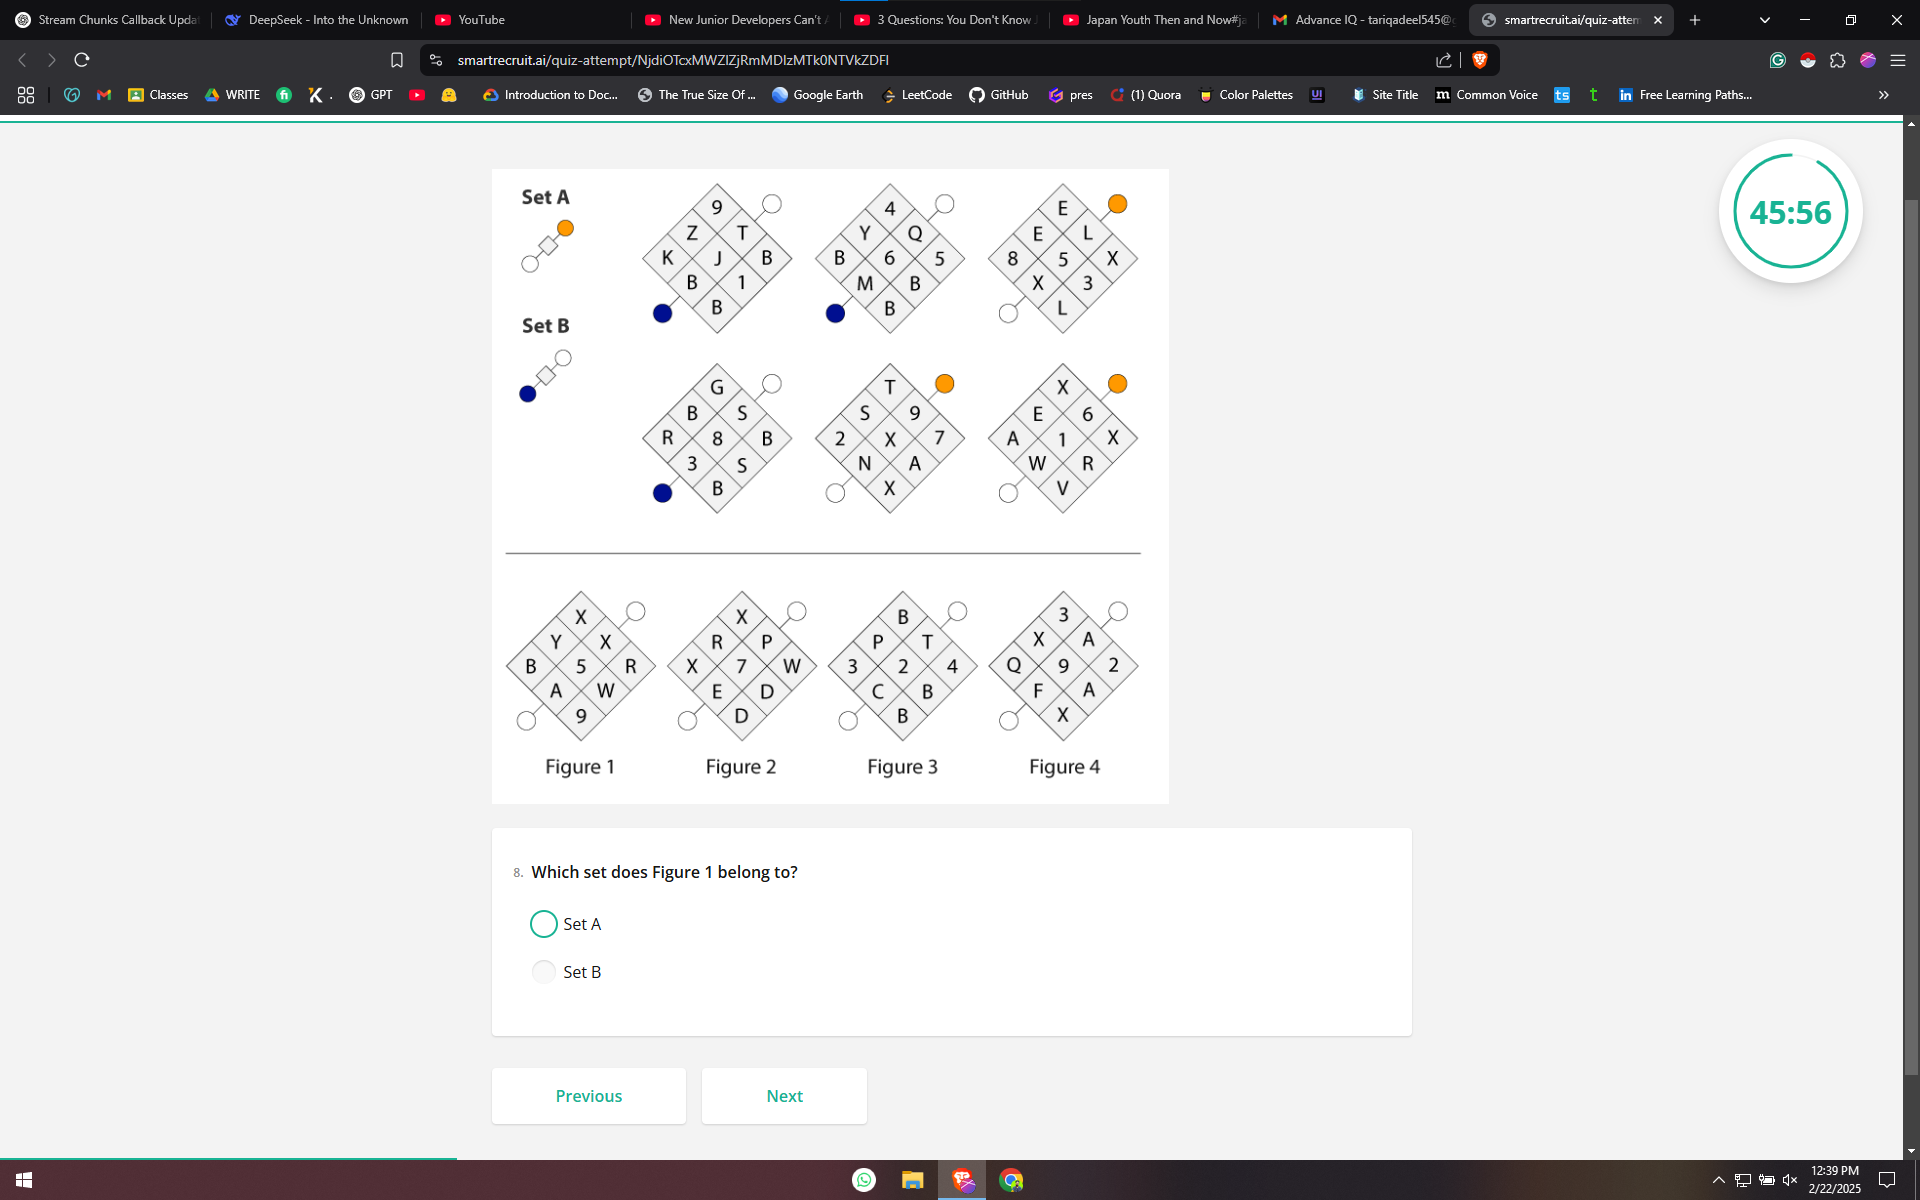 Stream Chunks Callback Upda
DeepSeek - Into the Unknown
YouTube
New Junior Developers Can't
3 Questions: You Don't Know
Japan Youth Then and Now#ja
Advance IQ - tariqadeel545@
smartrecruit.ai/quiz-attem
smartrecruit.ai/quiz-attempt/NjdiOTcxMWZlZjRmMDIzMTk0NTVkZDFl
Classes
WRITE
K .
GPT
Introduction to Doc...
The True Size Of ...
Google Earth
LeetCode
GitHub
pres
(1) Quora
Color Palettes
UI
Site Title
m Common Voice
ts
t
in Free Learning Paths...
45:56
Set A
9
Z T
K J B
B 1
B
4
Y Q
B 6 5
M B
B
E
E L
8 5 X
X 3
L
Set B
G
B S
R 8 B
3 S
B
T
S 9
2 X 7
N A
X
X
E 6
A 1 X
W R
V
X
Y X
B 5 R
A W
9
X
R P
X 7 W
E D
D
B
P T
3 2 4
C B
B
3
X A
Q 9 2
F A
X
Figure 1
Figure 2
Figure 3
Figure 4
8. Which set does Figure 1 belong to?
Set A
Set B
Previous
Next
12:39 PM
2/22/2025